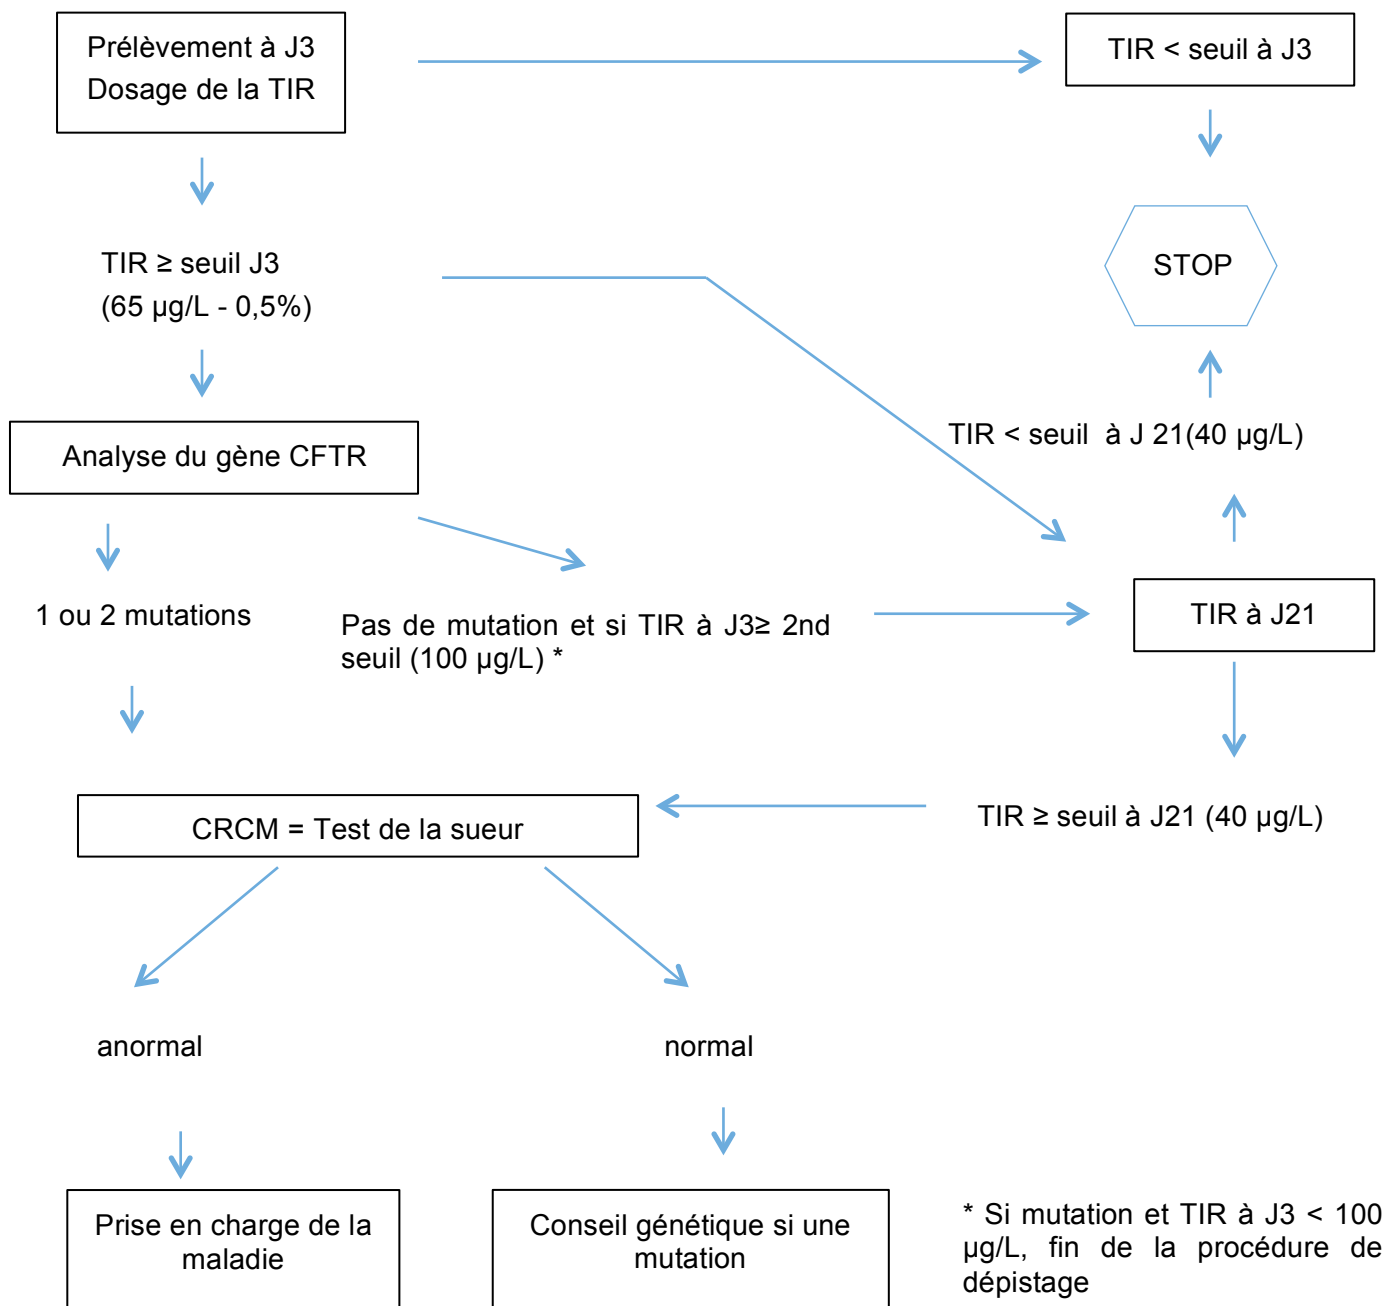 Prélèvement à J3
Dosage de la TIR
TIR < seuil à J3
TIR ≥ seuil J3
(65 µg/L - 0,5%)
STOP
Analyse du gène CFTR
TIR < seuil à J 21(40 µg/L)
1 ou 2 mutations
Pas de mutation et si TIR à J3≥ 2nd
seuil (100 µg/L) *
TIR à J21
CRCM = Test de la sueur
TIR ≥ seuil à J21 (40 µg/L)
anormal
normal
Prise en charge de la
maladie
Conseil génétique si une
mutation
* Si mutation et TIR à J3 < 100
µg/L, fin de la procédure de
dépistage